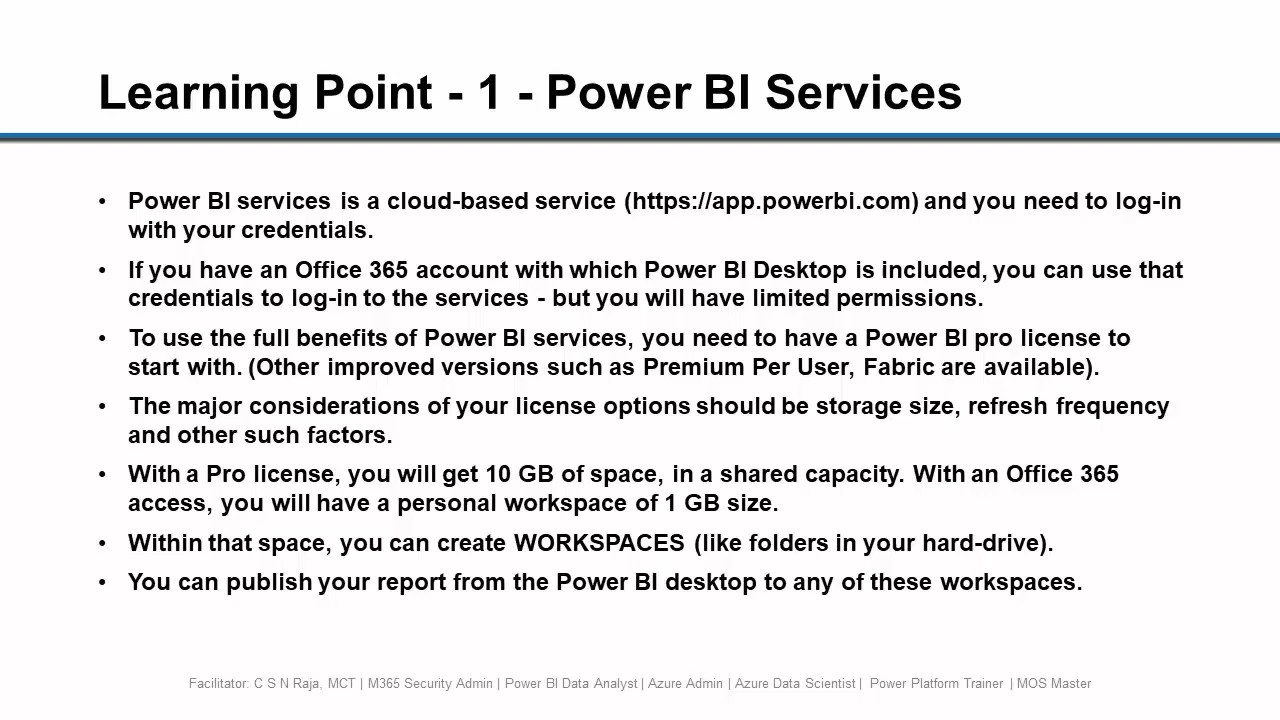 Learning Point - 1 - Power BI Services
• Power BI services is a cloud-based service (https://app.powerbi.com) and you need to log-in
with your credentials.
• If you have an Office 365 account with which Power BI Desktop is included, you can use that
credentials to log-in to the services - but you will have limited permissions.
• To use the full benefits of Power BI services, you need to have a Power BI pro license to
start with. (Other improved versions such as Premium Per User, Fabric are available).
• The major considerations of your license options should be storage size, refresh frequency
and other such factors.
• With a Pro license, you will get 10 GB of space, in a shared capacity. With an Office 365
access, you will have a personal workspace of 1 GB size.
• Within that space, you can create WORKSPACES (like folders in your hard-drive).
• You can publish your report from the Power BI desktop to any of these workspaces.
Facilitator: C S N Raja, MCT | M365 Security Admin | Power BI Data Analyst | Azure Admin | Azure Data Scientist | Power Platform Trainer | MOS Master